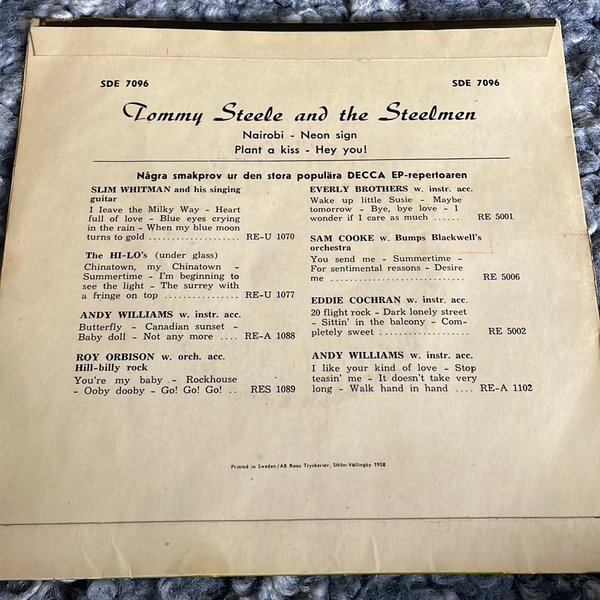 SDE 7096 SDE 7096
Tommy Steele and the Steelmen
Nairobi - Neon sign
Plant a kiss - Hey you!
Några smakprov ur den stora populära DECCA EP-repertoaren
SLIM WHITMAN and his singing
guitar
I leave the Milky Way - Heart
full of love - Blue eyes crying
in the rain - When my blue moon
turns to gold .................... RE-U 1070
The HI-LO's (under glass)
Chinatown, my Chinatown -
Summertime - I'm beginning to
see the light - The surrey with
a fringe on top ................ RE-U 1077
ANDY WILLIAMS w. instr. acc.
Butterfly - Canadian sunset -
Baby doll - Not any more .... RE-A 1088
ROY ORBISON w. orch. acc.
Hill-billy rock
You're my baby - Rockhouse
- Ooby dooby - Go! Go! Go! .. RES 1089
EVERLY BROTHERS w. instr. acc.
Wake up little Susie - Maybe
tomorrow - Bye, bye love - I
wonder if I care as much ...... RE 5001
SAM COOKE w. Bumps Blackwell's
orchestra
You send me - Summertime -
For sentimental reasons - Desire
me .............................. RE 5006
EDDIE COCHRAN w. instr. acc.
20 flight rock - Dark lonely street
- Sittin' in the balcony - Com-
pletely sweet .................... RE 5002
ANDY WILLIAMS w. instr. acc.
I like your kind of love - Stop
teasin' me - It doesn't take very
long - Walk hand in hand .... RE-A 1102
Printed in Sweden/AB Roos Tryckerier, Sthlm-Vällingby 1958